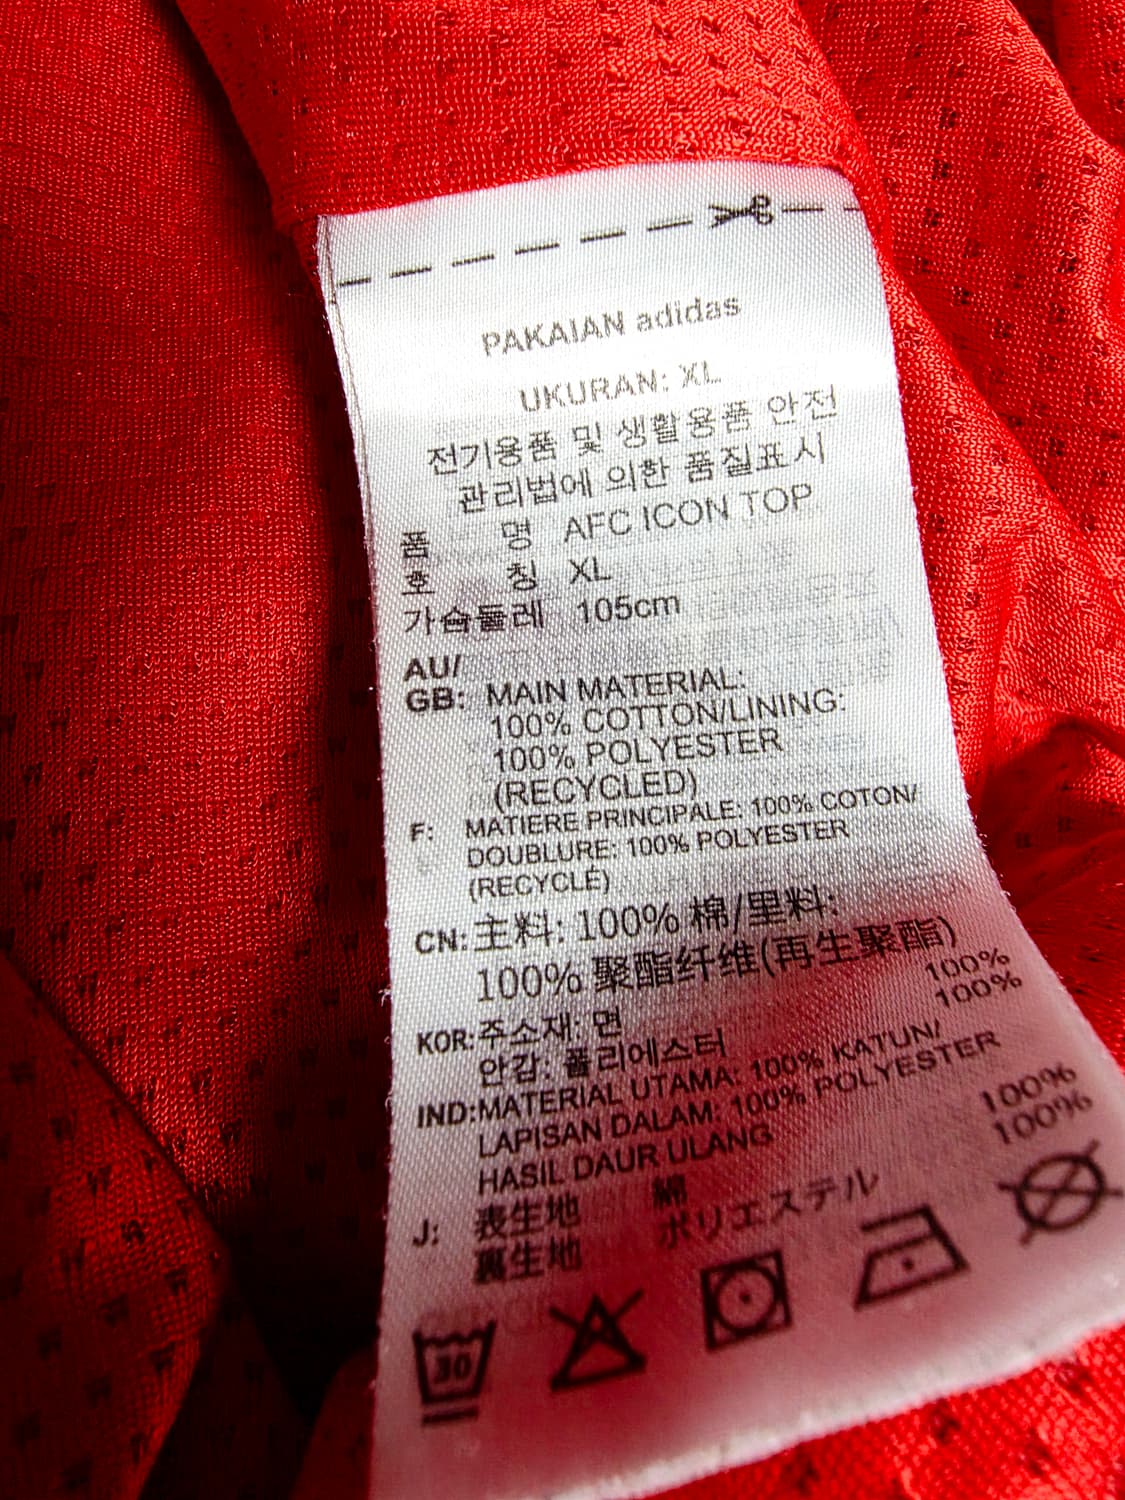 PAKAIAN adidas
UKURAN: XL
전기용품 및 생활용품 안전
관리법에 의한 품질표시
품 명 AFC ICON TOP
호 칭 XL
가슴둘레 105cm
AU/
GB: MAIN MATERIAL:
100% COTTON/LINING:
100% POLYESTER
(RECYCLED)
F: MATIERE PRINCIPALE: 100% COTON/
DOUBLURE: 100% POLYESTER
(RECYCLÉ)
CN: 主料: 100% 棉/里料:
100% 聚酯纤维(再生聚酯)
KOR: 주소재: 면 100%
안감: 폴리에스터 100%
IND: MATERIAL UTAMA: 100% KATUN/
LAPISAN DALAM: 100% POLYESTER
HASIL DAUR ULANG
J: 表生地 綿 100%
裏生地 ポリエステル 100%
30